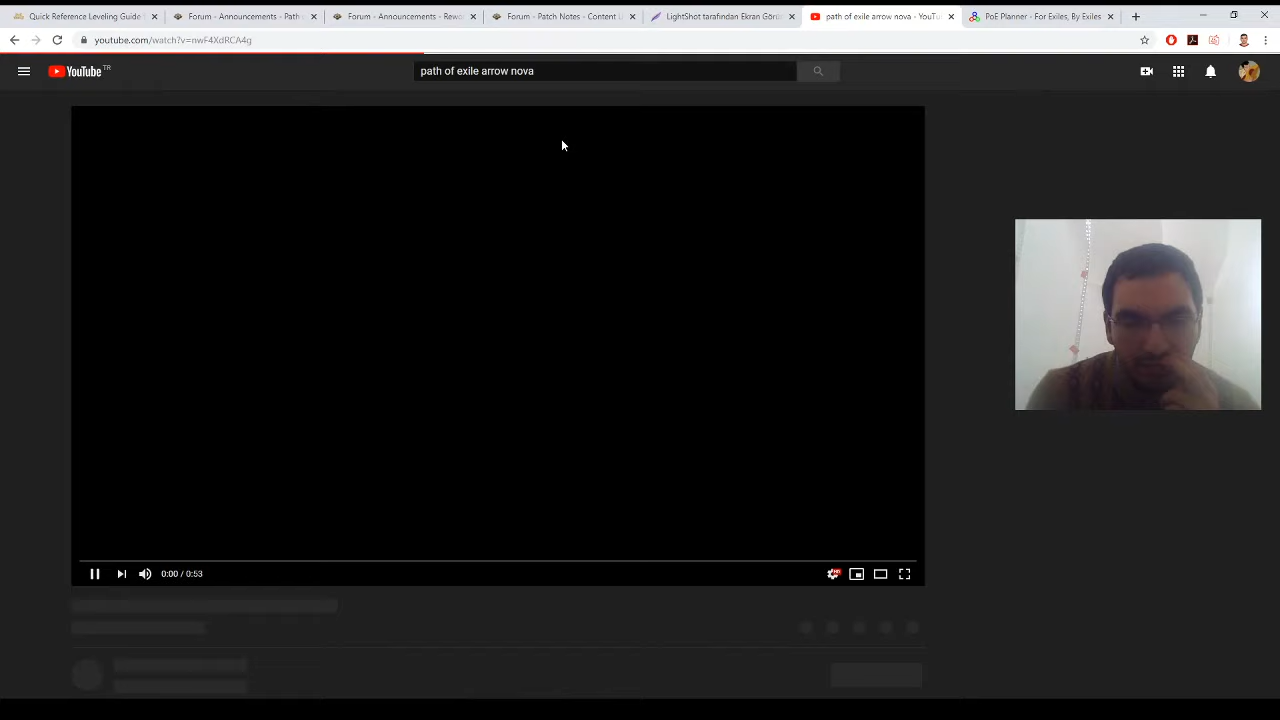 Quick Reference Leveling Guide
Forum - Announcements - Path
Forum - Announcements - Rew
Forum - Patch Notes - Content
LightShot tarafından Ekran Görü
path of exile arrow nova - YouTu
PoE Planner - For Exiles, By Exiles
youtube.com/watch?v=nwF4XdRCA4g
YouTube TR
path of exile arrow nova
0:00 / 0:53
HD